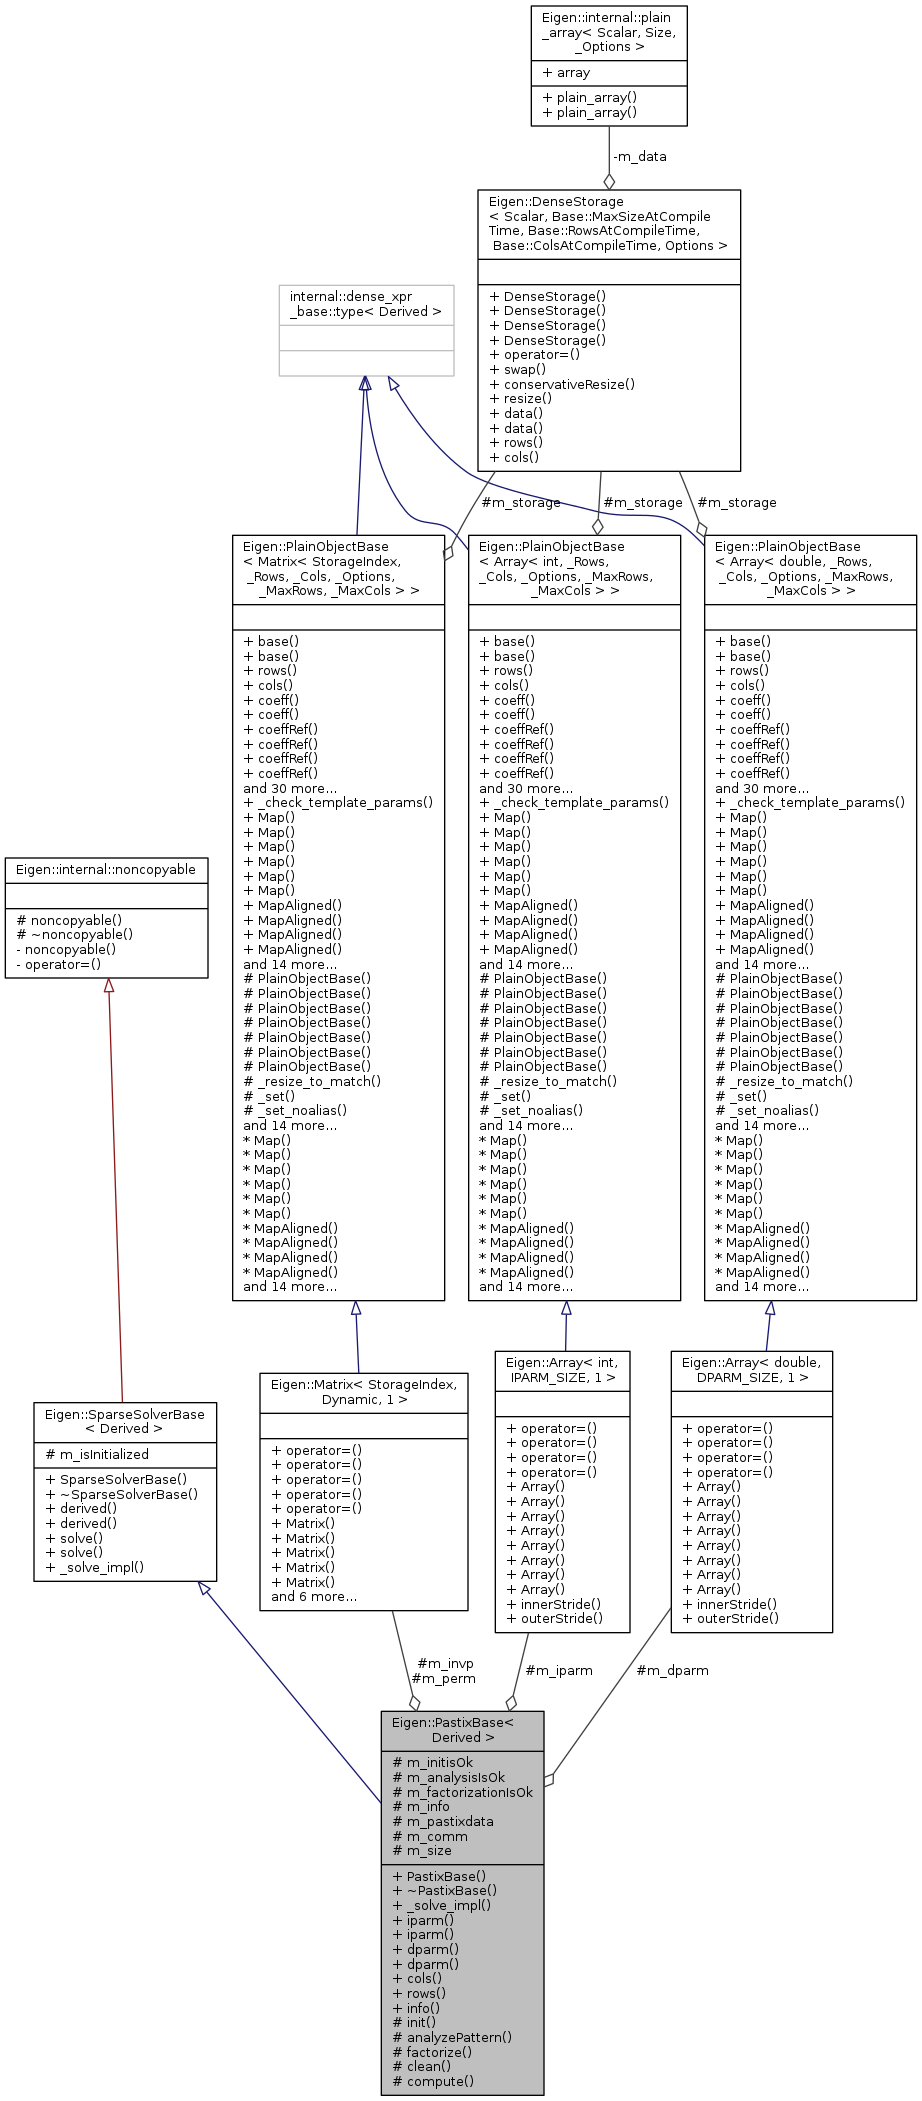 Eigen::internal::plain
_array< Scalar, Size,
_Options >
+ array
+ plain_array()
+ plain_array()
-m_data
Eigen::DenseStorage
< Scalar, Base::MaxSizeAtCompile
Time, Base::RowsAtCompileTime,
Base::ColsAtCompileTime, Options >
+ DenseStorage()
+ DenseStorage()
+ DenseStorage()
+ DenseStorage()
+ operator=()
+ swap()
+ conservativeResize()
+ resize()
+ data()
+ data()
+ rows()
+ cols()
internal::dense_xpr
_base::type< Derived >
#m_storage
#m_storage
#m_storage
Eigen::PlainObjectBase
< Matrix< StorageIndex,
_Rows, _Cols, _Options,
_MaxRows, _MaxCols > >
+ base()
+ base()
+ rows()
+ cols()
+ coeff()
+ coeff()
+ coeffRef()
+ coeffRef()
+ coeffRef()
+ coeffRef()
and 30 more...
+ _check_template_params()
+ Map()
+ Map()
+ Map()
+ Map()
+ Map()
+ Map()
+ MapAligned()
+ MapAligned()
+ MapAligned()
+ MapAligned()
and 14 more...
# PlainObjectBase()
# PlainObjectBase()
# PlainObjectBase()
# PlainObjectBase()
# PlainObjectBase()
# PlainObjectBase()
# PlainObjectBase()
# _resize_to_match()
# _set()
# _set_noalias()
and 14 more...
* Map()
* Map()
* Map()
* Map()
* Map()
* Map()
* MapAligned()
* MapAligned()
* MapAligned()
* MapAligned()
and 14 more...
Eigen::PlainObjectBase
< Array< int, _Rows,
_Cols, _Options, _MaxRows,
_MaxCols > >
+ base()
+ base()
+ rows()
+ cols()
+ coeff()
+ coeff()
+ coeffRef()
+ coeffRef()
+ coeffRef()
+ coeffRef()
and 30 more...
+ _check_template_params()
+ Map()
+ Map()
+ Map()
+ Map()
+ Map()
+ Map()
+ MapAligned()
+ MapAligned()
+ MapAligned()
+ MapAligned()
and 14 more...
# PlainObjectBase()
# PlainObjectBase()
# PlainObjectBase()
# PlainObjectBase()
# PlainObjectBase()
# PlainObjectBase()
# PlainObjectBase()
# _resize_to_match()
# _set()
# _set_noalias()
and 14 more...
* Map()
* Map()
* Map()
* Map()
* Map()
* Map()
* MapAligned()
* MapAligned()
* MapAligned()
* MapAligned()
and 14 more...
Eigen::PlainObjectBase
< Array< double, _Rows,
_Cols, _Options, _MaxRows,
_MaxCols > >
+ base()
+ base()
+ rows()
+ cols()
+ coeff()
+ coeff()
+ coeffRef()
+ coeffRef()
+ coeffRef()
+ coeffRef()
and 30 more...
+ _check_template_params()
+ Map()
+ Map()
+ Map()
+ Map()
+ Map()
+ Map()
+ MapAligned()
+ MapAligned()
+ MapAligned()
+ MapAligned()
and 14 more...
# PlainObjectBase()
# PlainObjectBase()
# PlainObjectBase()
# PlainObjectBase()
# PlainObjectBase()
# PlainObjectBase()
# PlainObjectBase()
# _resize_to_match()
# _set()
# _set_noalias()
and 14 more...
* Map()
* Map()
* Map()
* Map()
* Map()
* Map()
* MapAligned()
* MapAligned()
* MapAligned()
* MapAligned()
and 14 more...
Eigen::internal::noncopyable
# noncopyable()
# ~noncopyable()
- noncopyable()
- operator=()
Eigen::SparseSolverBase
< Derived >
# m_isInitialized
+ SparseSolverBase()
+ ~SparseSolverBase()
+ derived()
+ derived()
+ solve()
+ solve()
+ _solve_impl()
Eigen::Matrix< StorageIndex,
Dynamic, 1 >
+ operator=()
+ operator=()
+ operator=()
+ operator=()
+ operator=()
+ Matrix()
+ Matrix()
+ Matrix()
+ Matrix()
+ Matrix()
and 6 more...
Eigen::Array< int,
IPARM_SIZE, 1 >
+ operator=()
+ operator=()
+ operator=()
+ operator=()
+ Array()
+ Array()
+ Array()
+ Array()
+ Array()
+ Array()
+ Array()
+ Array()
+ innerStride()
+ outerStride()
Eigen::Array< double,
DPARM_SIZE, 1 >
+ operator=()
+ operator=()
+ operator=()
+ operator=()
+ Array()
+ Array()
+ Array()
+ Array()
+ Array()
+ Array()
+ Array()
+ Array()
+ innerStride()
+ outerStride()
#m_invp
#m_perm
#m_iparm
#m_dparm
Eigen::PastixBase<
Derived >
# m_initisOk
# m_analysisIsOk
# m_factorizationIsOk
# m_info
# m_pastixdata
# m_comm
# m_size
+ PastixBase()
+ ~PastixBase()
+ _solve_impl()
+ iparm()
+ iparm()
+ dparm()
+ dparm()
+ cols()
+ rows()
+ info()
# init()
# analyzePattern()
# factorize()
# clean()
# compute()